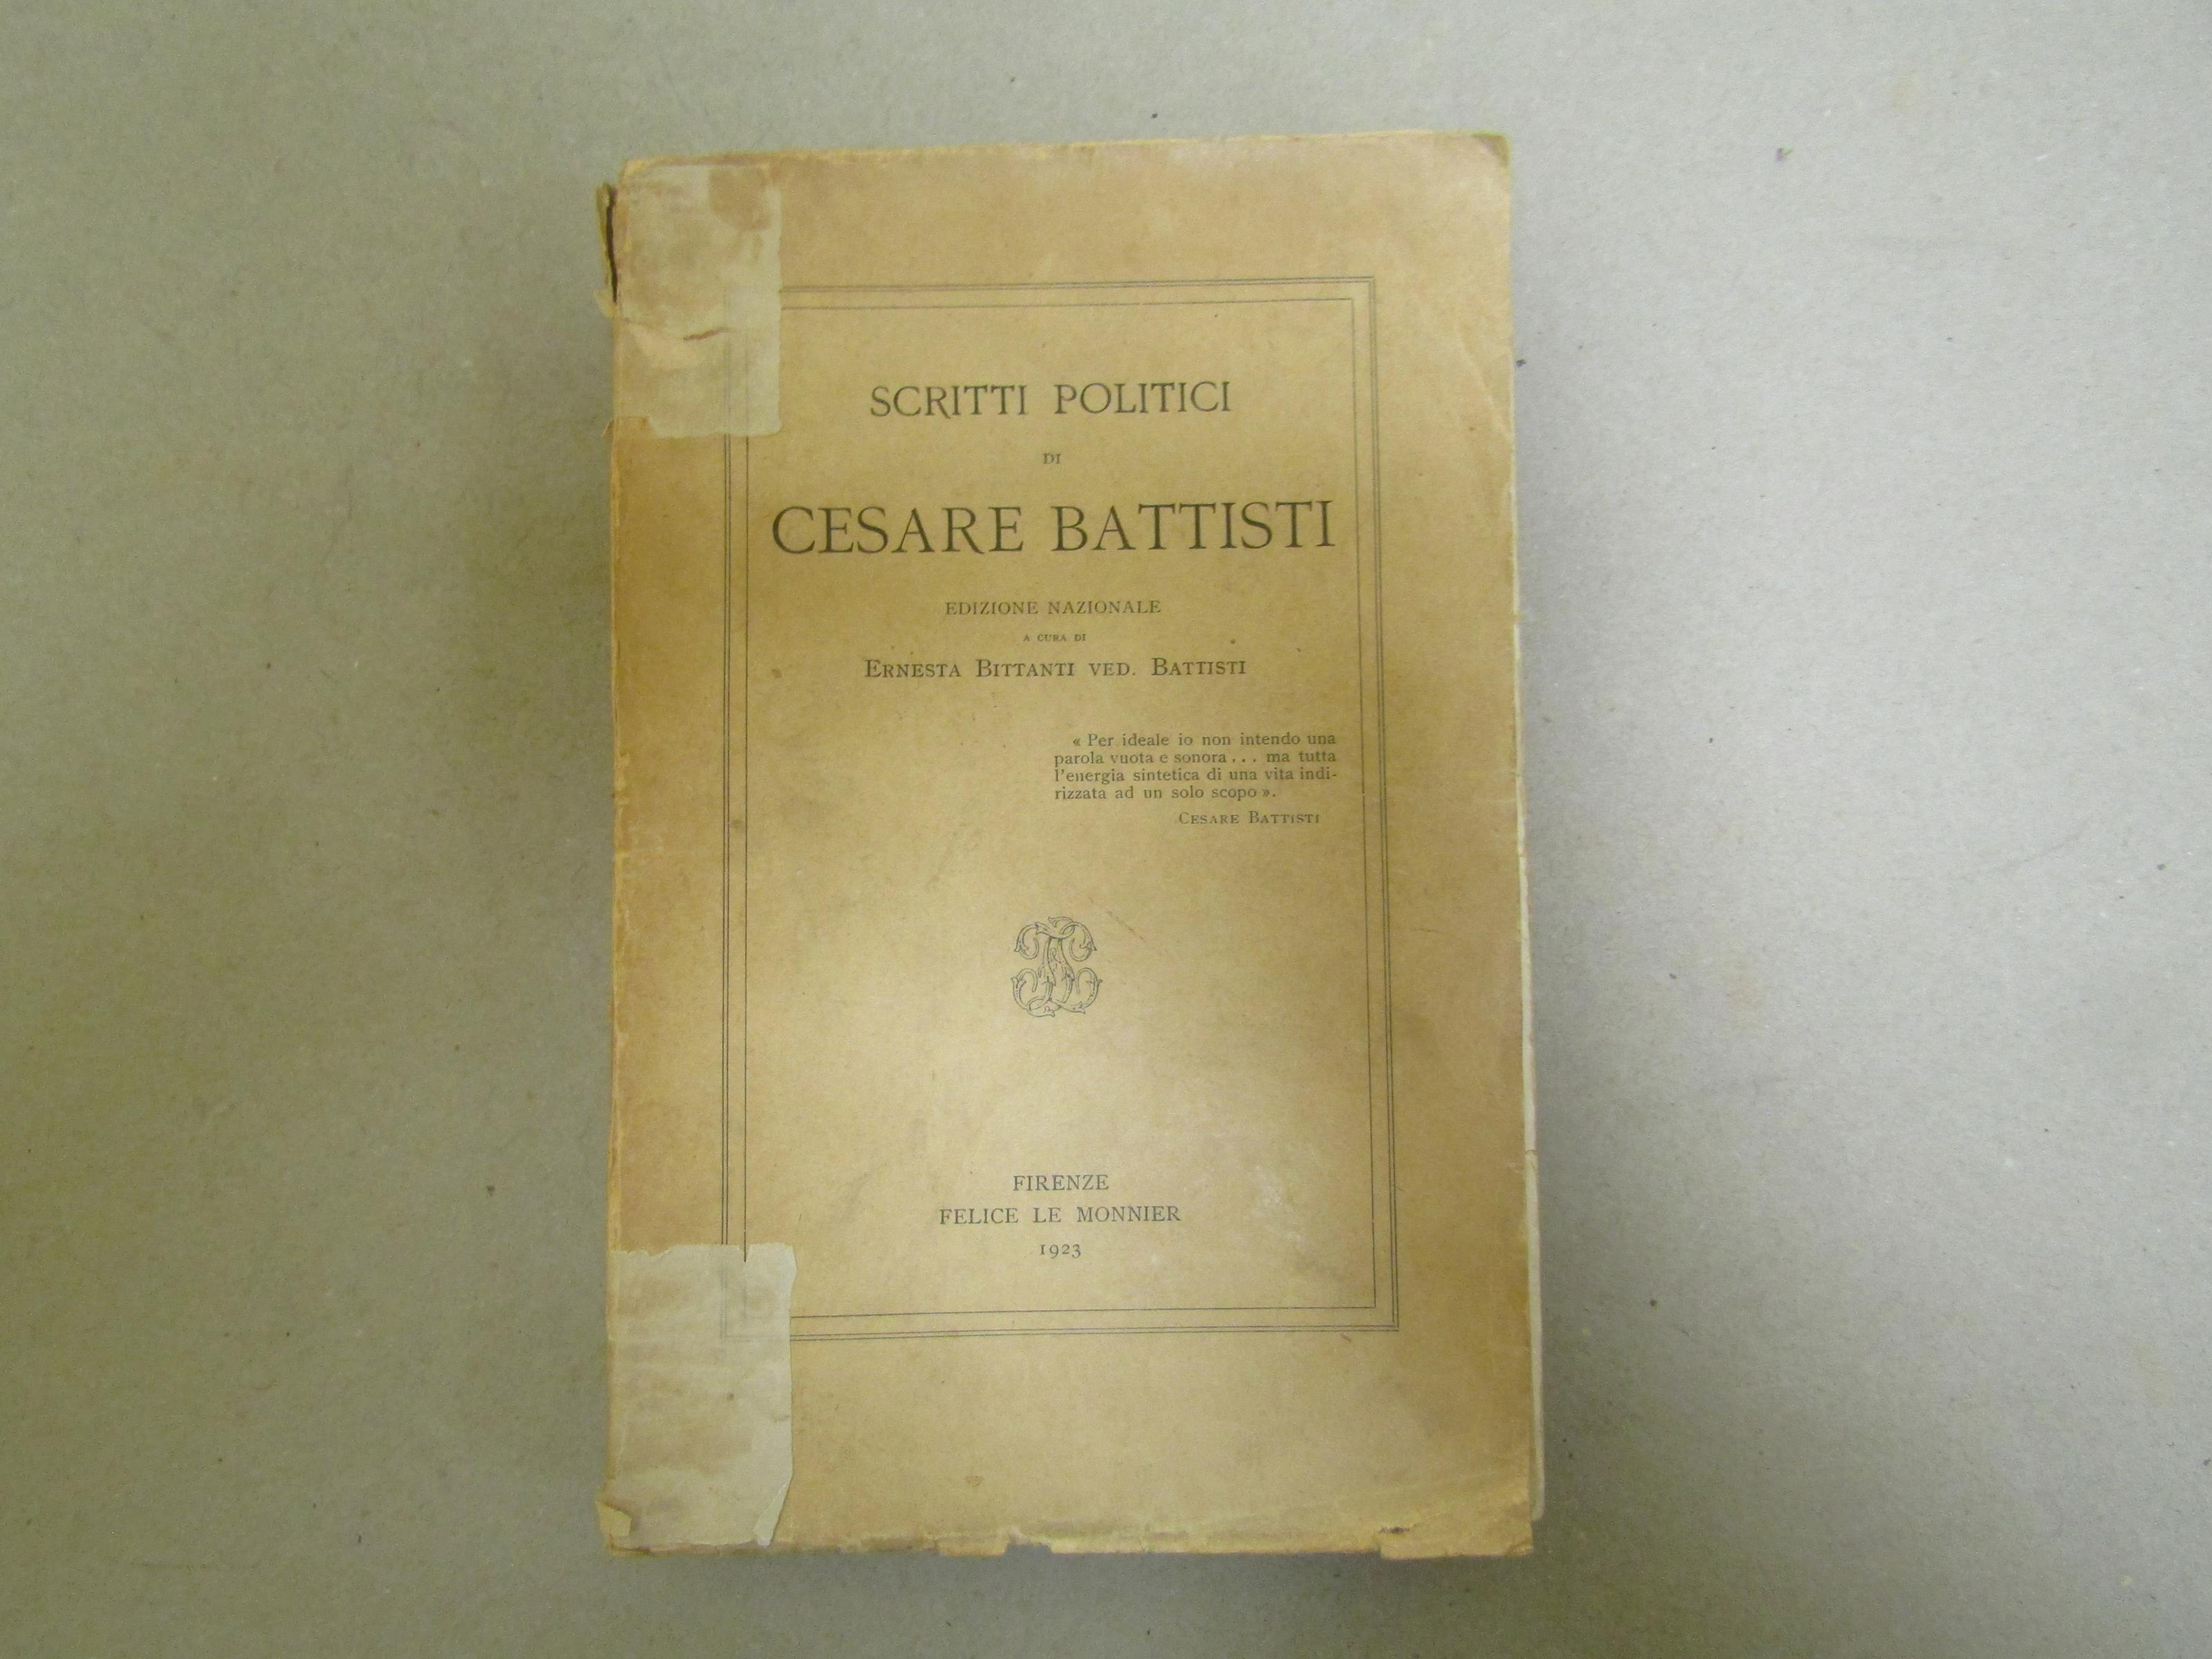 SCRITTI POLITICI
DI
CESARE BATTISTI
EDIZIONE NAZIONALE
A CURA DI
ERNESTA BITTANTI VED. BATTISTI
« Per ideale io non intendo una
parola vuota e sonora . . . ma tutta
l'energia sintetica di una vita indi-
rizzata ad un solo scopo ».
CESARE BATTISTI
FIRENZE
FELICE LE MONNIER
1923